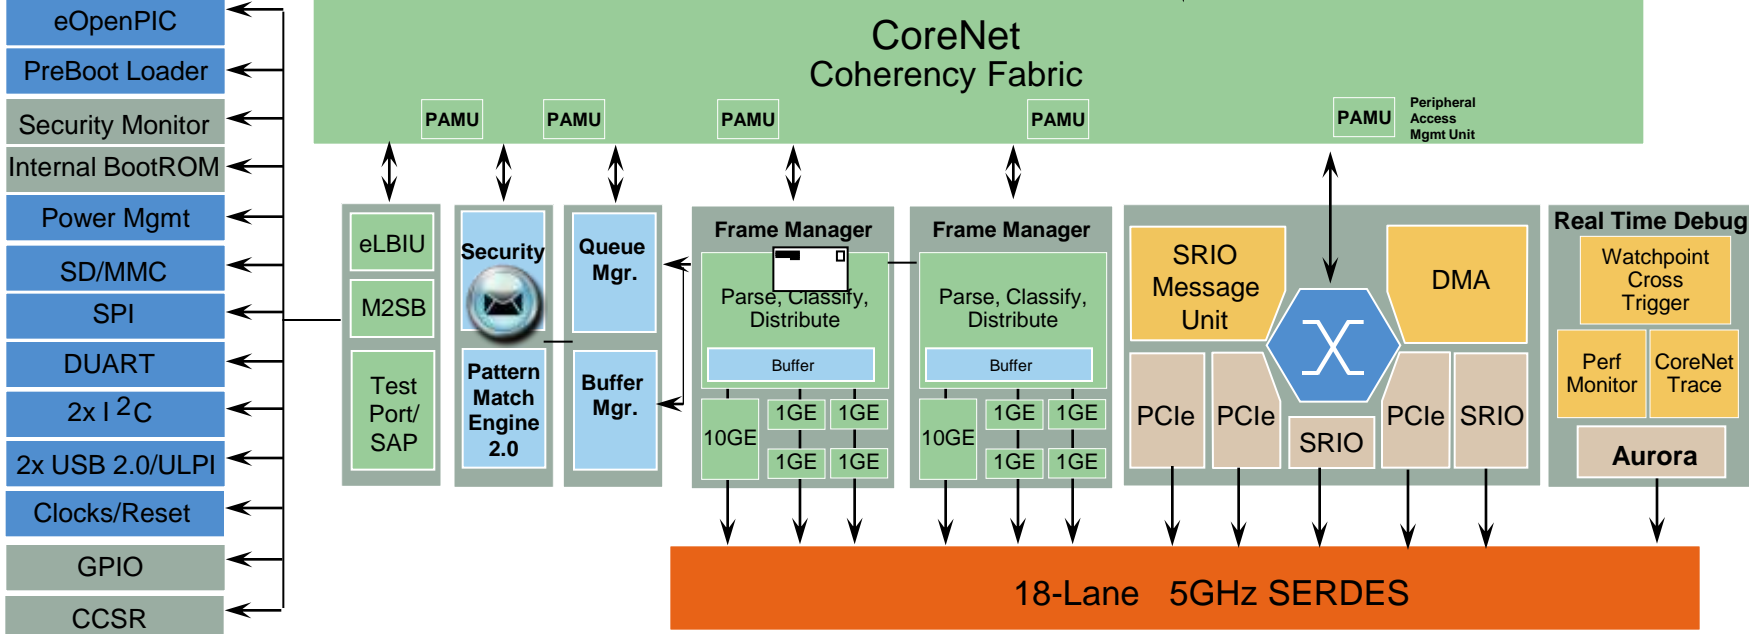 eOpenPIC
PreBoot Loader
Security Monitor
Internal BootROM
Power Mgmt
SD/MMC
SPI
DUART
2x I 2C
2x USB 2.0/ULPI
Clocks/Reset
GPIO
CCSR
CoreNet
Coherency Fabric
PAMU
PAMU
PAMU
PAMU
PAMU
Peripheral
Access
Mgmt Unit
eLBIU
M2SB
Test
Port/
SAP
Security
Pattern
Match
Engine
2.0
Queue
Mgr.
Buffer
Mgr.
Frame Manager
Parse, Classify,
Distribute
Buffer
10GE
1GE
1GE
1GE
1GE
Frame Manager
Parse, Classify,
Distribute
Buffer
10GE
1GE
1GE
1GE
1GE
SRIO
Message
Unit
DMA
PCIe
PCIe
SRIO
PCIe
SRIO
Real Time Debug
Watchpoint
Cross
Trigger
Perf
Monitor
CoreNet
Trace
Aurora
18-Lane 5GHz SERDES